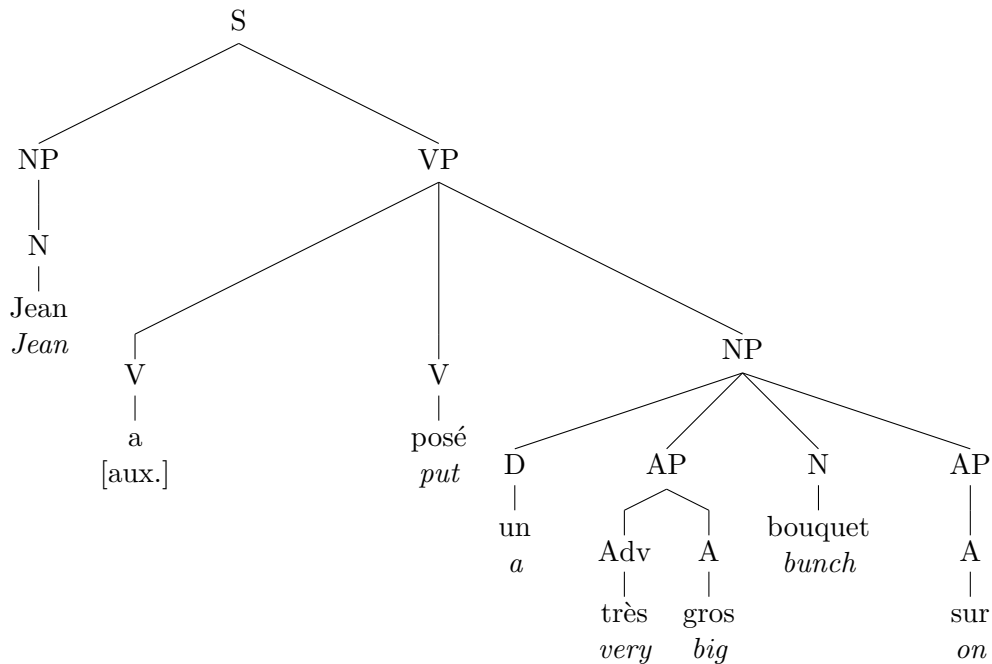 S
NP VP
N
Jean
Jean
NP
V V
a posé
[aux.] put
D AP N AP
un bouquet
a bunch
Adv A A
très gros sur
very big on